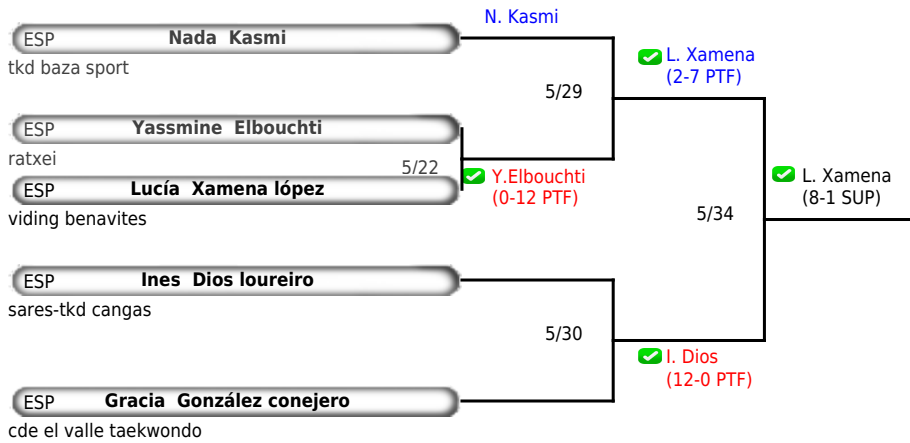 N. Kasmi
ESP Nada Kasmi
tkd baza sport
L. Xamena
(2-7 PTF)
5/29
ESP Yassmine Elbouchti
ratxei
5/22
Y.Elbouchti
(0-12 PTF)
ESP Lucía Xamena lópez
viding benavites
L. Xamena
(8-1 SUP)
5/34
ESP Ines Dios loureiro
sares-tkd cangas
5/30
I. Dios
(12-0 PTF)
ESP Gracia González conejero
cde el valle taekwondo